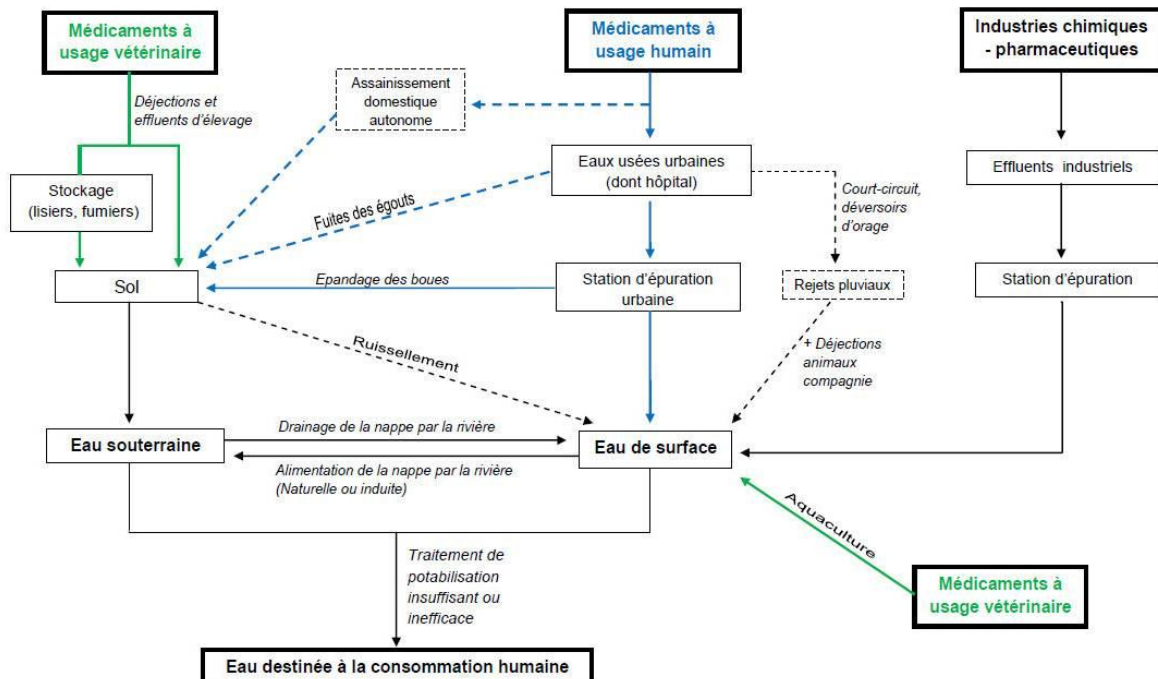 Médicaments à
usage vétérinaire
Médicaments à
usage humain
Industries chimiques
- pharmaceutiques
Déjections et
effluents d'élevage
Assainissement
domestique
autonome
Stockage
(lisiers, fumiers)
Eaux usées urbaines
(dont hôpital)
Effluents industriels
Court-circuit,
déversoirs
d'orage
Fuites des égouts
Sol
Epandage des boues
Station d'épuration
urbaine
Rejets pluviaux
Station d'épuration
Ruissellement
+ Déjections
animaux
compagnie
Eau souterraine
Drainage de la nappe par la rivière
Alimentation de la nappe par la rivière
(Naturelle ou induite)
Eau de surface
Aquaculture
Traitement de
potabilisation
insuffisant ou
inefficace
Médicaments à
usage vétérinaire
Eau destinée à la consommation humaine